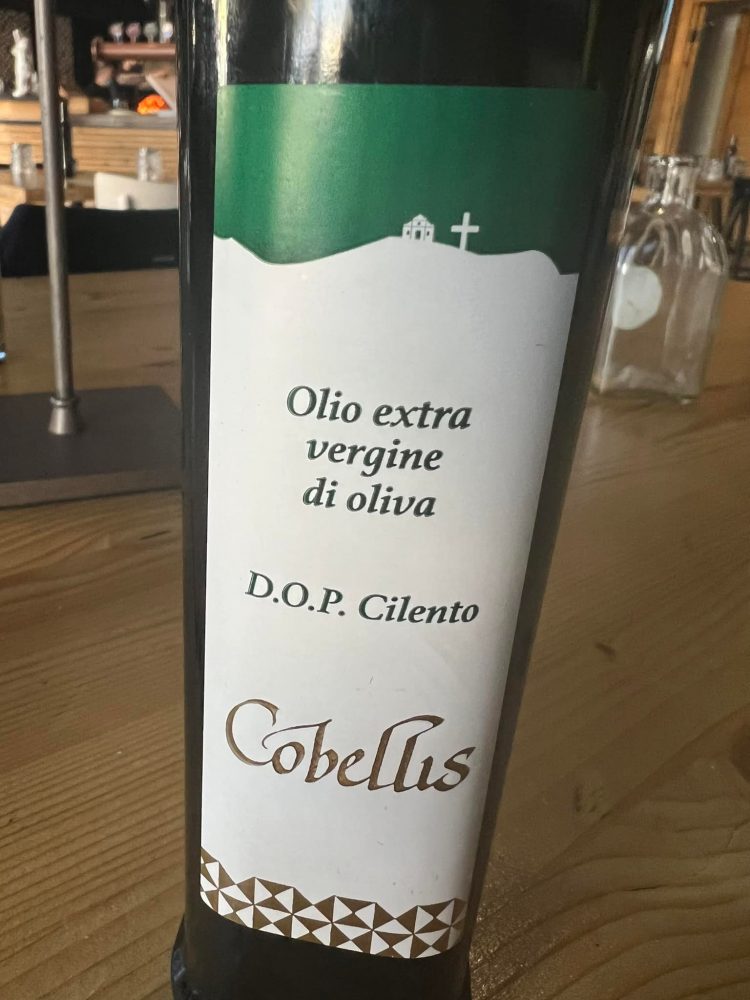 Olio extra
vergine
di oliva
D.O.P. Cilento
Cobellis